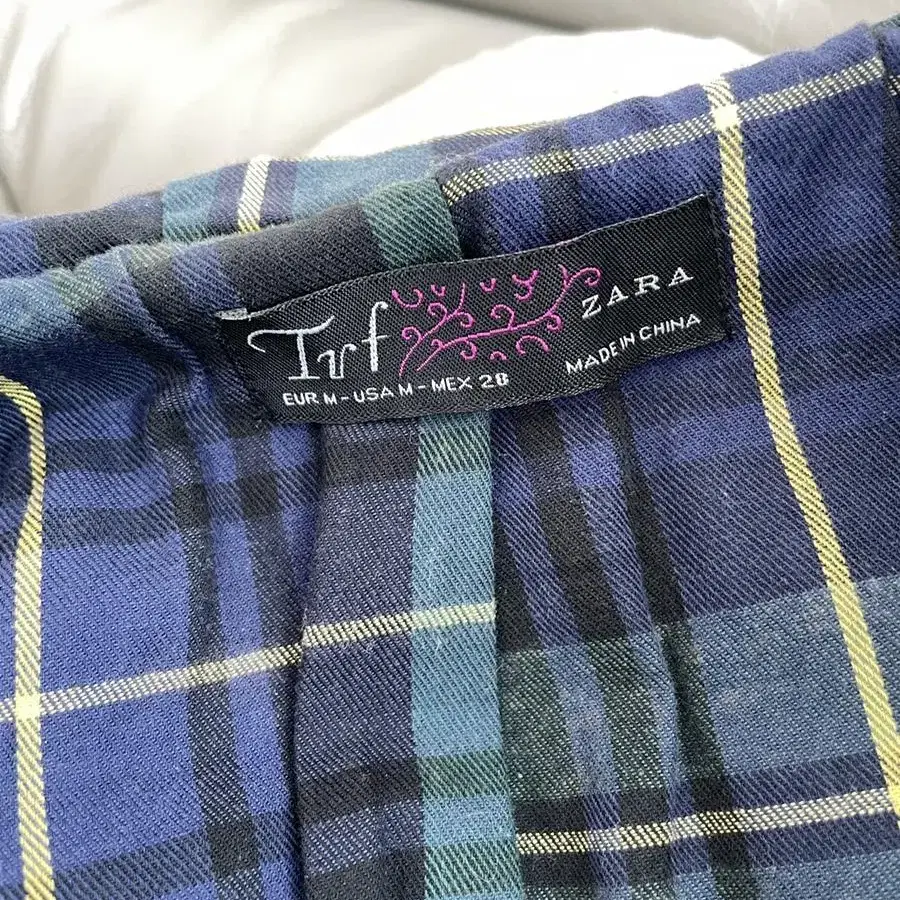 Trf ZARA
EUR M - USA M - MEX 28 MADE IN CHINA